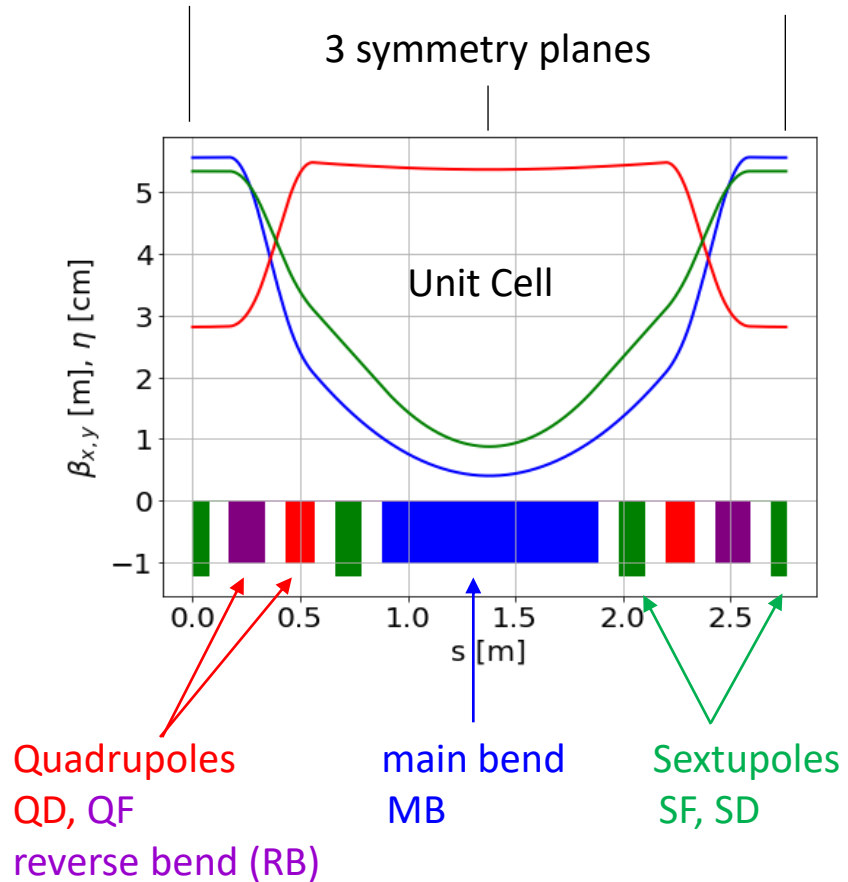 3 symmetry planes
β_{x,y} [m], η [cm]
5
4
3
2
1
0
−1
Unit Cell
0.0 0.5 1.0 1.5 2.0 2.5
s [m]
Quadrupoles main bend Sextupoles
QD, QF MB SF, SD
reverse bend (RB)